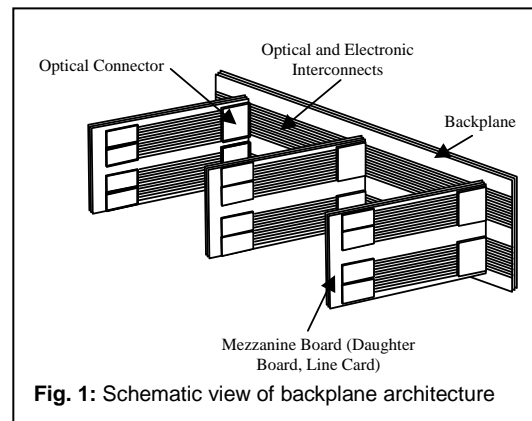 Optical Connector
Optical and Electronic
Interconnects
Backplane
Mezzanine Board (Daughter
Board, Line Card)
Fig. 1: Schematic view of backplane architecture